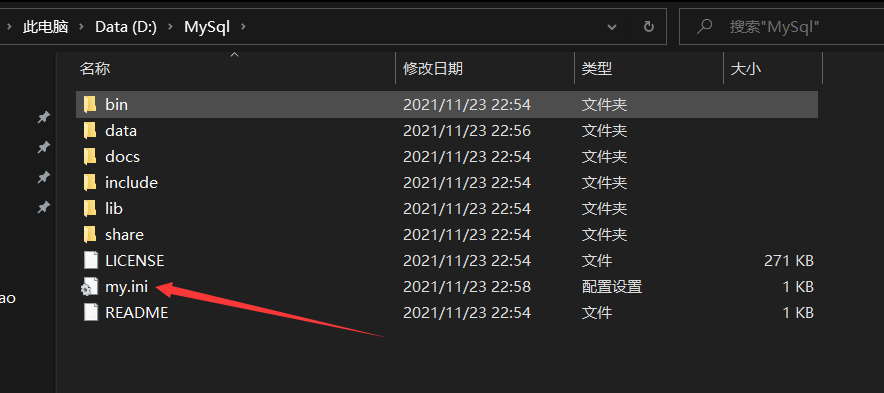 此电脑 › Data (D:) › MySql ›
搜索"MySql"
名称 修改日期 类型 大小
bin 2021/11/23 22:54 文件夹
data 2021/11/23 22:56 文件夹
docs 2021/11/23 22:54 文件夹
include 2021/11/23 22:54 文件夹
lib 2021/11/23 22:54 文件夹
share 2021/11/23 22:54 文件夹
LICENSE 2021/11/23 22:54 文件 271 KB
my.ini 2021/11/23 22:58 配置设置 1 KB
ao
README 2021/11/23 22:54 文件 1 KB